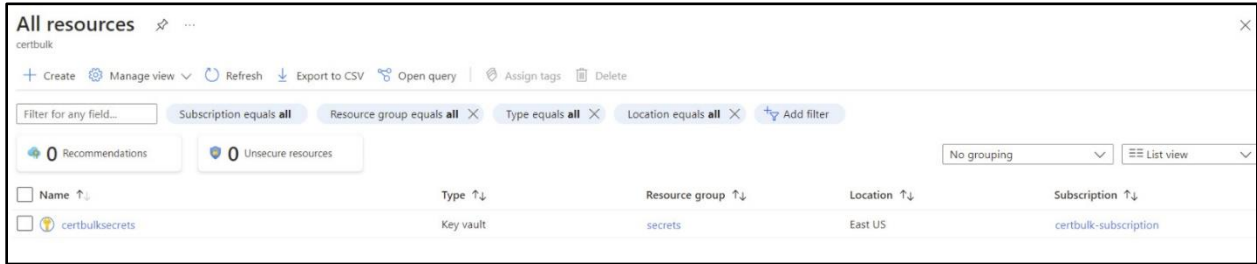 All resources ...
certbulk
+ Create Manage view Refresh Export to CSV Open query Assign tags Delete
Filter for any field... Subscription equals all Resource group equals all Type equals all Location equals all Add filter
0 Recommendations 0 Unsecure resources
No grouping List view
Name Type Resource group Location Subscription
certbulksecrets Key vault secrets East US certbulk-subscription